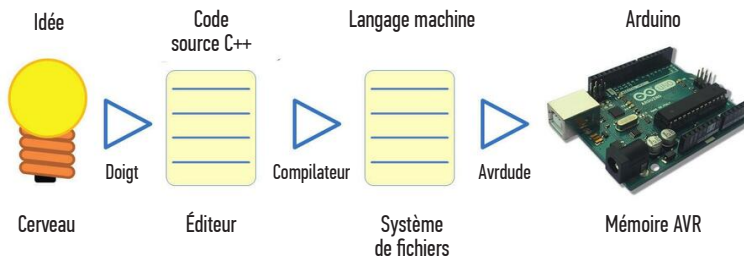 Idée
Code
source C++
Langage machine
Arduino
Doigt
Compilateur
Avrdude
Cerveau
Éditeur
Système
de fichiers
Mémoire AVR